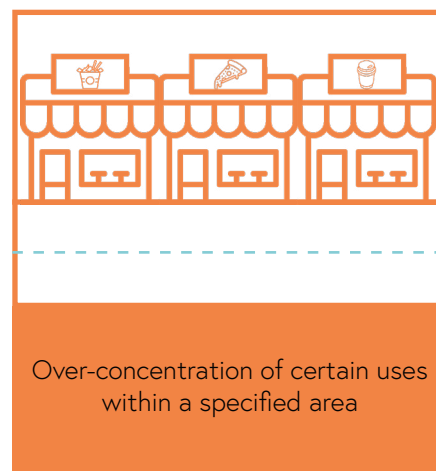 Over-concentration of certain uses
within a specified area